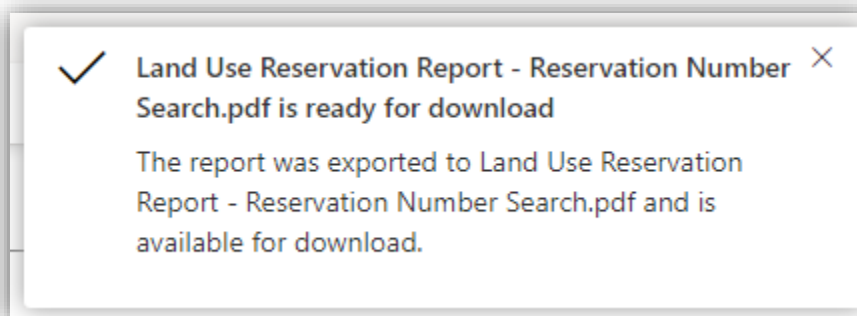 Land Use Reservation Report - Reservation Number
Search.pdf is ready for download
The report was exported to Land Use Reservation
Report - Reservation Number Search.pdf and is
available for download.